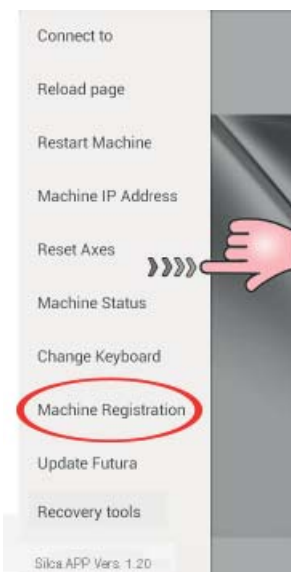 Connect to
Reload page
Restart Machine
Machine IP Address
Reset Axes
Machine Status
Change Keyboard
Machine Registration
Update Futura
Recovery tools
Silca APP Vers. 1.20